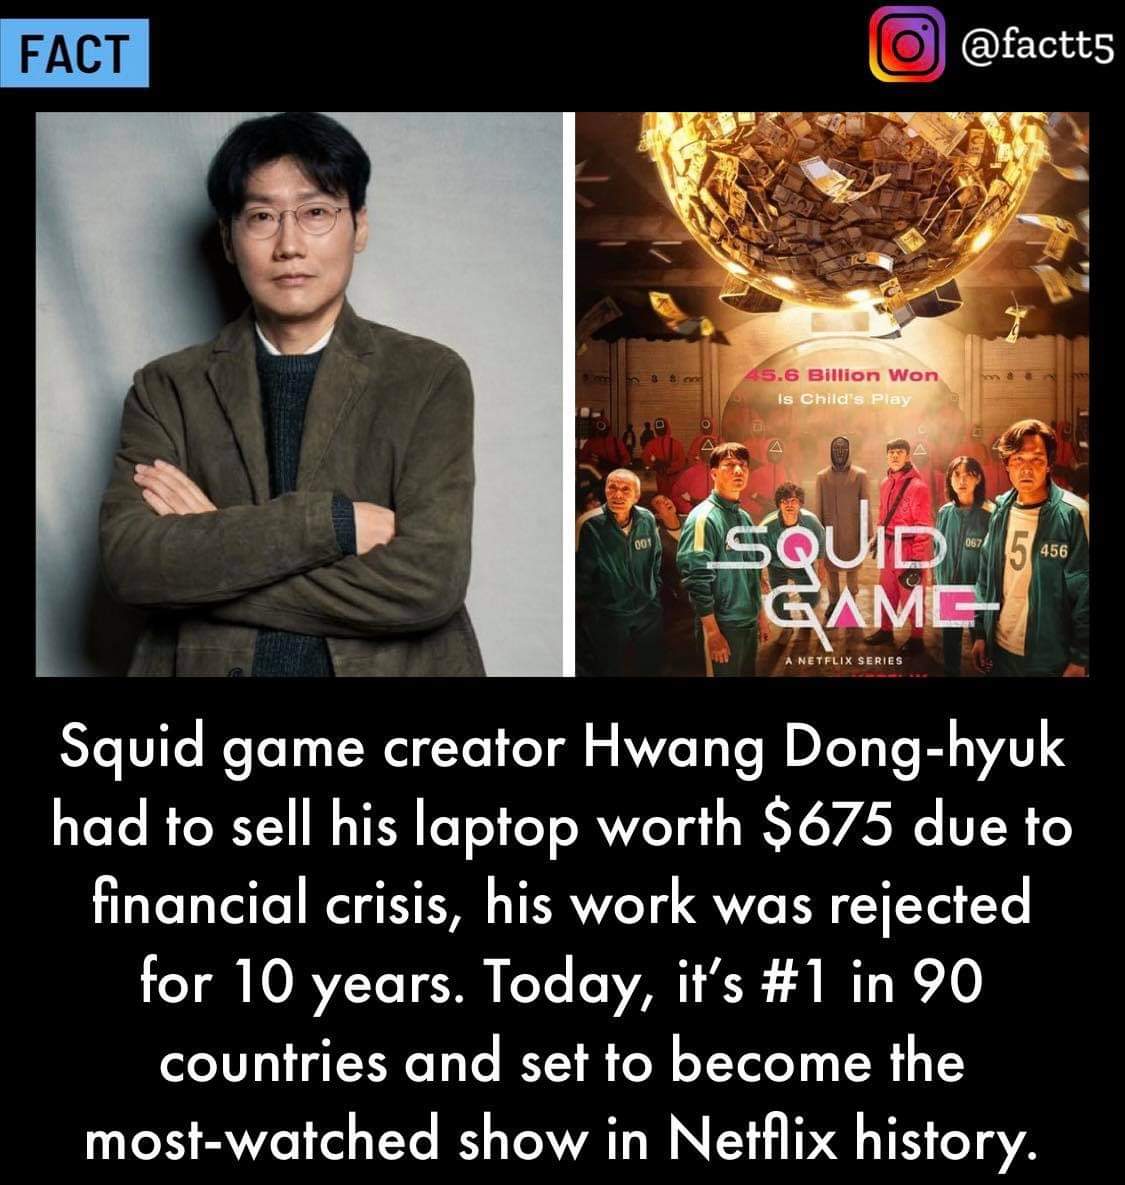 FACT
@factt5
45.6 Billion Won
Is Child's Play
001
067
5
456
SQUID
GAME
A NETFLIX SERIES
Squid game creator Hwang Dong-hyuk
had to sell his laptop worth $675 due to
financial crisis, his work was rejected
for 10 years. Today, it’s #1 in 90
countries and set to become the
most-watched show in Netflix history.